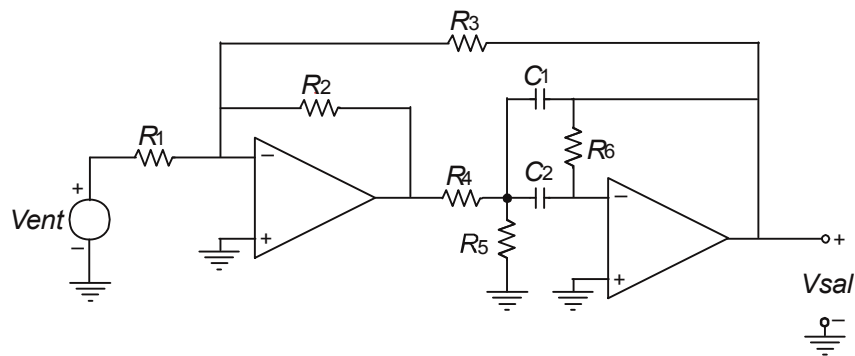 R3
C1
R2
R1
R6
R4
C2
−
−
+
Vent
R5
+
−
+
+
Vsal
−